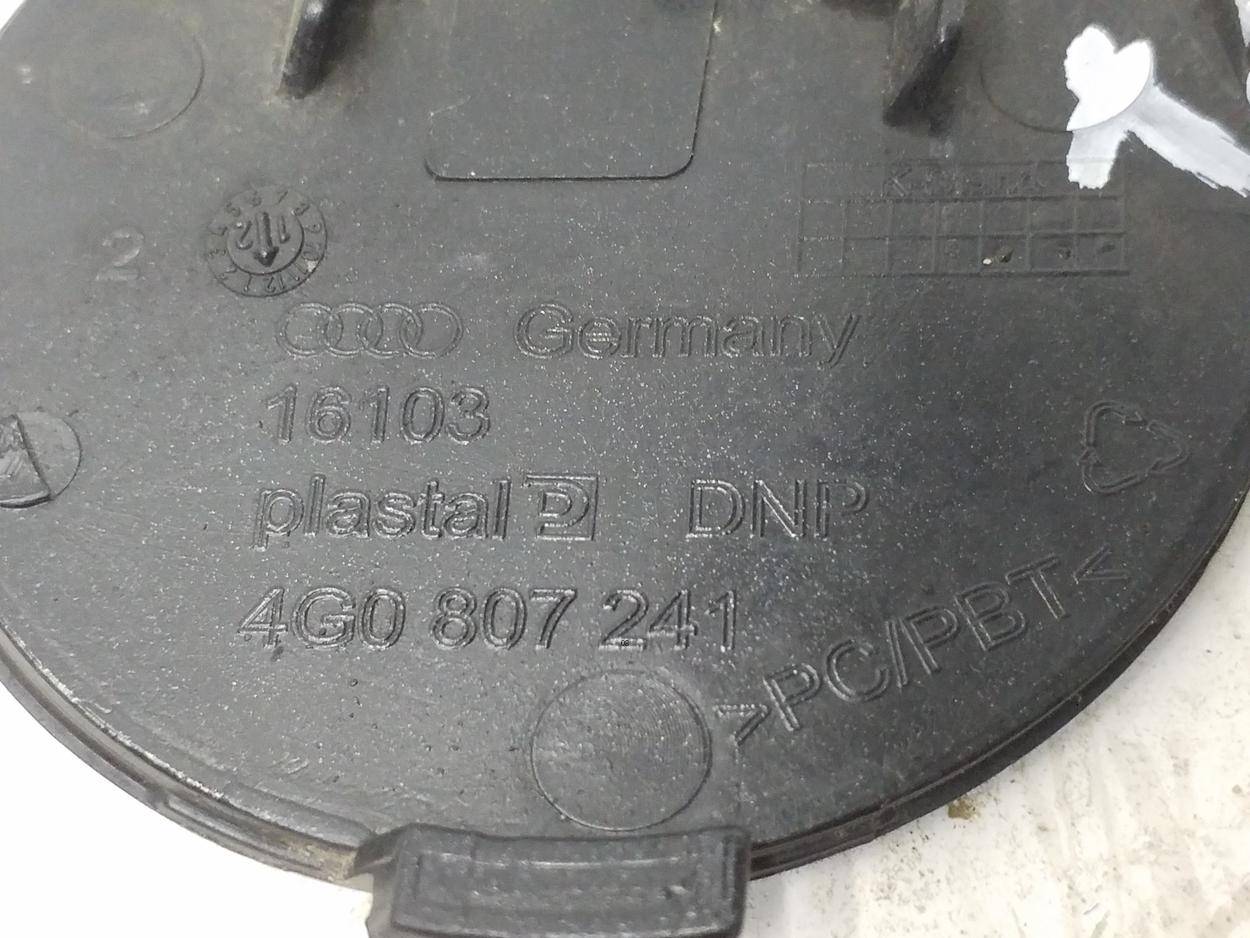 2
Germany
16103
plastal DNP
4G0 807 241
>PC/PBT<